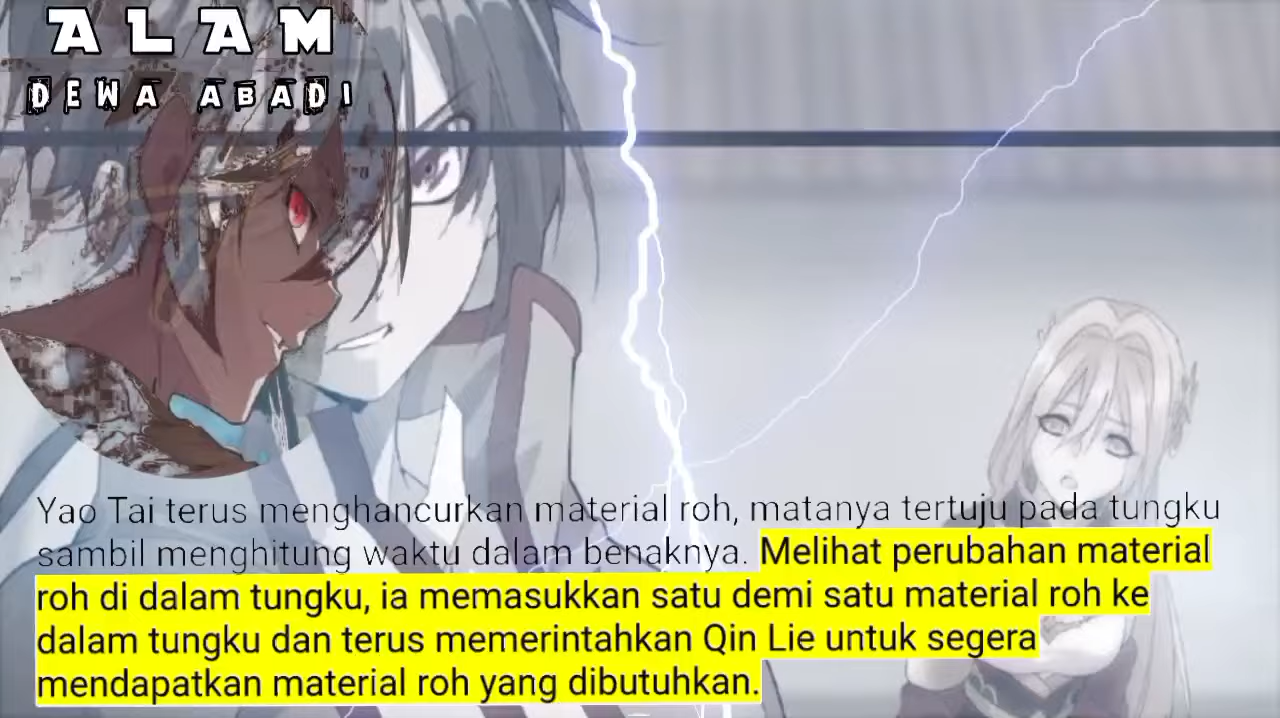 ALAM
DEWA ABADI
Yao Tai terus menghancurkan material roh, matanya tertuju pada tungku
sambil menghitung waktu dalam benaknya. Melihat perubahan material
roh di dalam tungku, ia memasukkan satu demi satu material roh ke
dalam tungku dan terus memerintahkan Qin Lie untuk segera
mendapatkan material roh yang dibutuhkan.